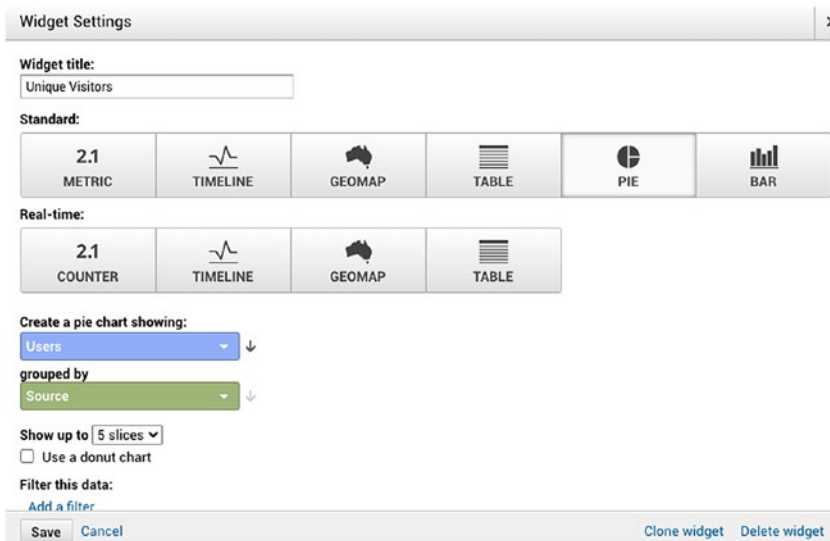 Widget Settings
Widget title:
Unique Visitors
Standard:
2.1
METRIC TIMELINE GEOMAP TABLE PIE BAR
Real-time:
2.1
COUNTER TIMELINE GEOMAP TABLE
Create a pie chart showing:
Users
grouped by
Source
Show up to 5 slices
Use a donut chart
Filter this data:
Add a filter
Save Cancel Clone widget Delete widget